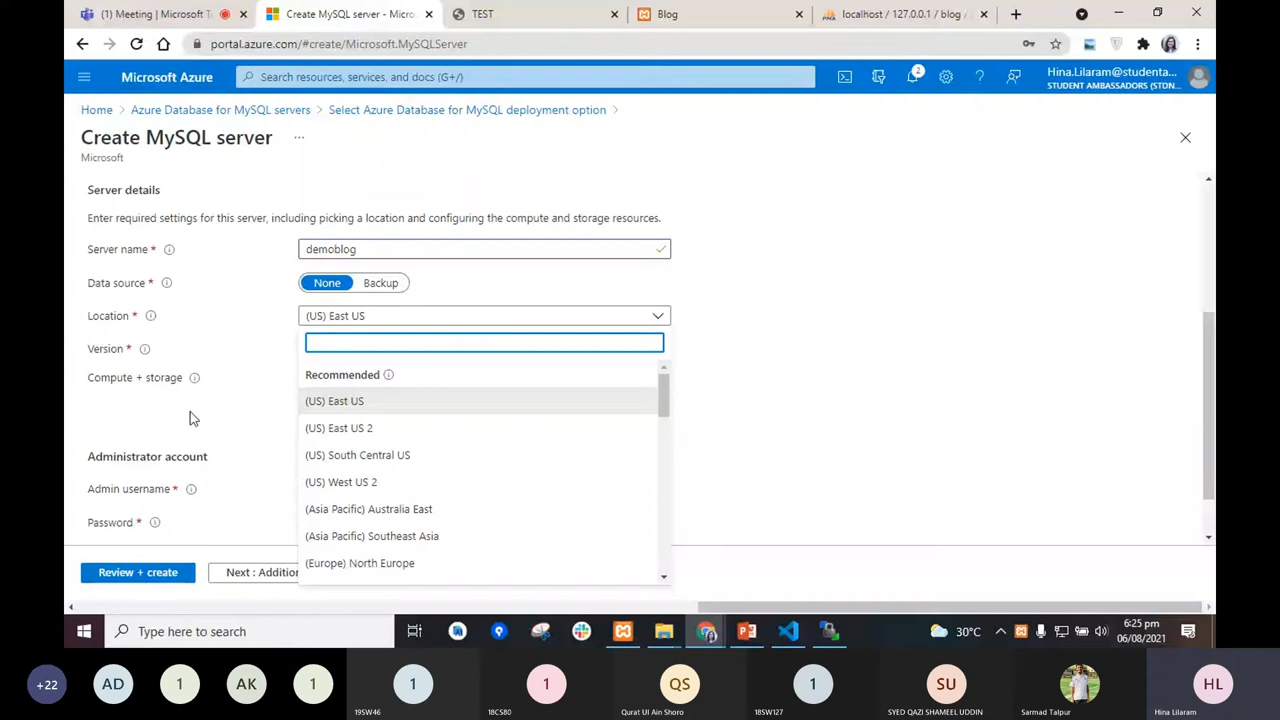 (1) Meeting | Microsoft T
Create MySQL server - Micro
TEST
Blog
localhost / 127.0.0.1 / blog /
portal.azure.com/#create/Microsoft.MySQLServer
Microsoft Azure
Search resources, services, and docs (G+/)
2
Hina.Lilaram@studenta...
STUDENT AMBASSADORS (STDN...
Home > Azure Database for MySQL servers > Select Azure Database for MySQL deployment option >
Create MySQL server ...
Microsoft
Server details
Enter required settings for this server, including picking a location and configuring the compute and storage resources.
Server name *
demoblog
Data source *
None
Backup
Location *
(US) East US
Version *
Recommended
Compute + storage
(US) East US
(US) East US 2
Administrator account
(US) South Central US
(US) West US 2
Admin username *
(Asia Pacific) Australia East
Password *
(Asia Pacific) Southeast Asia
(Europe) North Europe
Review + create
Next : Addition
Type here to search
30°C
6:25 pm
06/08/2021
+22
AD
1
AK
1
1
1
QS
1
SU
HL
19SW46
18CS80
Qurat Ul Ain Shoro
18SW127
SYED QAZI SHAMEEL UDDIN
Sarmad Talpur
Hina Lilaram